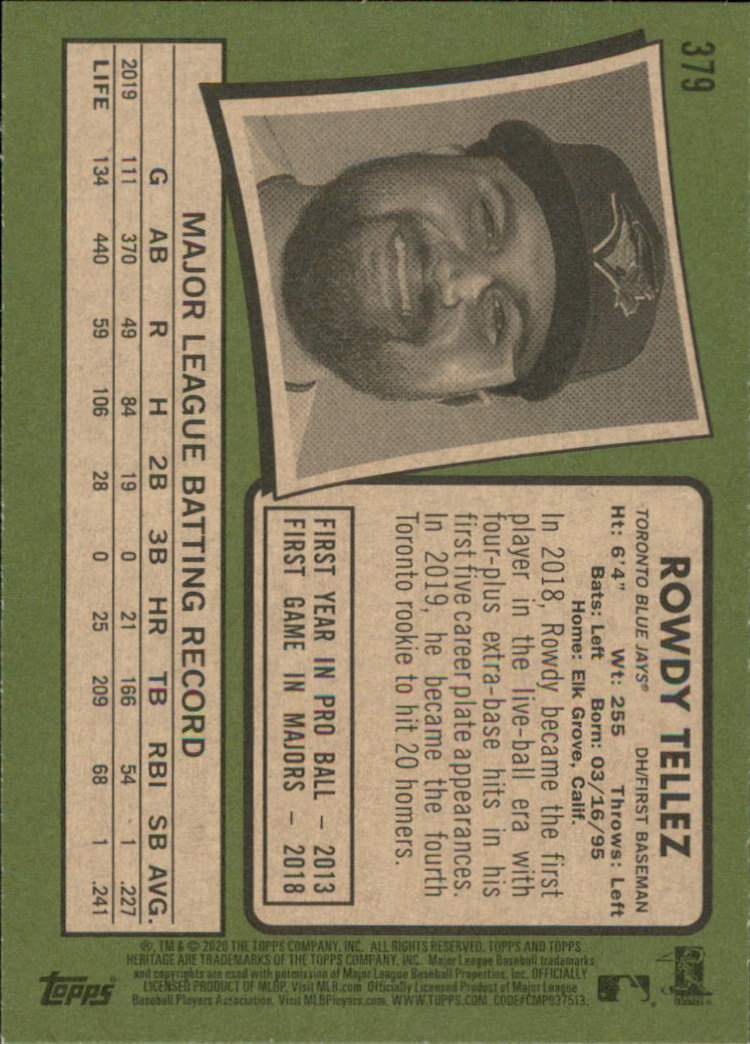 379
ROWDY TELLEZ
TORONTO BLUE JAYS® DH/FIRST BASEMAN
Ht: 6'4" Wt: 255 Throws: Left
Bats: Left Born: 03/16/95
Home: Elk Grove, Calif.
In 2018, Rowdy became the first
player in the live-ball era with
four-plus extra-base hits in his
first five career plate appearances.
In 2019, he became the fourth
Toronto rookie to hit 20 homers.
FIRST YEAR IN PRO BALL – 2013
FIRST GAME IN MAJORS – 2018
MAJOR LEAGUE BATTING RECORD
G AB R H 2B 3B HR TB RBI SB AVG.
2019 111 370 49 84 19 0 21 166 54 1 .227
LIFE 134 440 59 106 28 0 25 209 68 1 .241
®, TM & © 2020 THE TOPPS COMPANY, INC. ALL RIGHTS RESERVED. TOPPS AND TOPPS
HERITAGE ARE TRADEMARKS OF THE TOPPS COMPANY, INC. Major League Baseball trademarks
and copyrights are used with permission of Major League Baseball Properties, Inc. OFFICIALLY
LICENSED PRODUCT OF MLBP. Visit MLB.com Officially Licensed Product of Major League
Baseball Players Association. Visit MLBPlayers.com. WWW.TOPPS.COM. CODE#CMP037513.
Topps